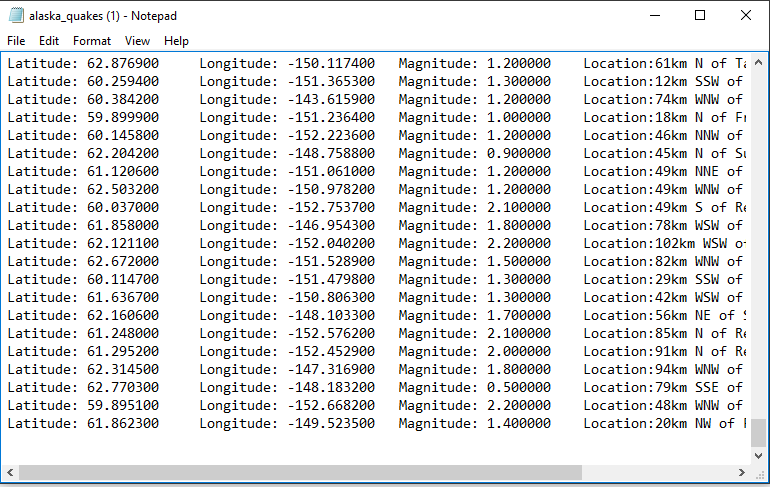 alaska_quakes (1) - Notepad
File Edit Format View Help
Latitude: 62.876900 Longitude: -150.117400 Magnitude: 1.200000 Location:61km N of
Latitude: 60.259400 Longitude: -151.365300 Magnitude: 1.300000 Location:12km SSW of
Latitude: 60.384200 Longitude: -143.615900 Magnitude: 1.200000 Location:74km WNW of
Latitude: 59.899900 Longitude: -151.236400 Magnitude: 1.000000 Location:18km N of
Latitude: 60.145800 Longitude: -152.223600 Magnitude: 1.200000 Location:46km NNW of
Latitude: 62.204200 Longitude: -148.758800 Magnitude: 0.900000 Location:45km N of
Latitude: 61.120600 Longitude: -151.061000 Magnitude: 1.200000 Location:49km NNE of
Latitude: 62.503200 Longitude: -150.978200 Magnitude: 1.200000 Location:49km WNW of
Latitude: 60.037000 Longitude: -152.753700 Magnitude: 2.100000 Location:49km S of
Latitude: 61.858000 Longitude: -146.954300 Magnitude: 1.800000 Location:78km WSW of
Latitude: 62.121100 Longitude: -152.040200 Magnitude: 2.200000 Location:102km WSW of
Latitude: 62.672000 Longitude: -151.528900 Magnitude: 1.500000 Location:82km WNW of
Latitude: 60.114700 Longitude: -151.479800 Magnitude: 1.300000 Location:29km SSW of
Latitude: 61.636700 Longitude: -150.806300 Magnitude: 1.300000 Location:42km WSW of
Latitude: 62.160600 Longitude: -148.103300 Magnitude: 1.700000 Location:56km NE of
Latitude: 61.248000 Longitude: -152.576200 Magnitude: 2.100000 Location:85km N of
Latitude: 61.295200 Longitude: -152.452900 Magnitude: 2.000000 Location:91km N of
Latitude: 62.314500 Longitude: -147.316900 Magnitude: 1.800000 Location:94km WNW of
Latitude: 62.770300 Longitude: -148.183200 Magnitude: 0.500000 Location:79km SSE of
Latitude: 59.895100 Longitude: -152.668200 Magnitude: 2.200000 Location:48km WNW of
Latitude: 61.862300 Longitude: -149.523500 Magnitude: 1.400000 Location:20km NW of